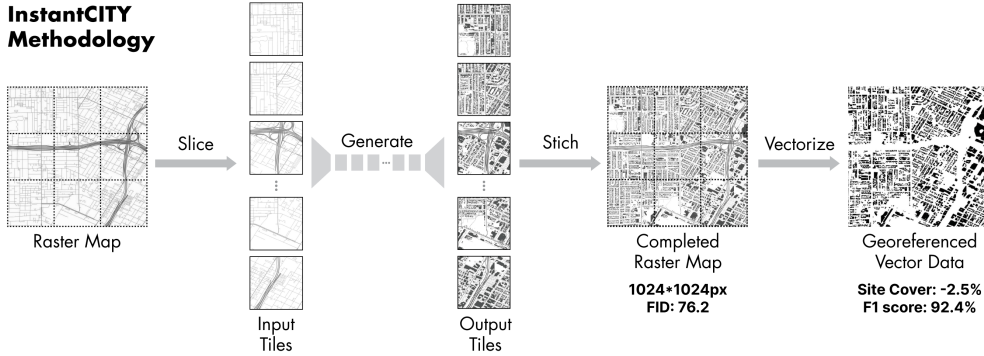 InstantCITY
Methodology
Slice
Generate
Stich
Vectorize
Raster Map
Input
Tiles
Output
Tiles
Completed
Raster Map
1024*1024px
FID: 76.2
Georeferenced
Vector Data
Site Cover: -2.5%
F1 score: 92.4%